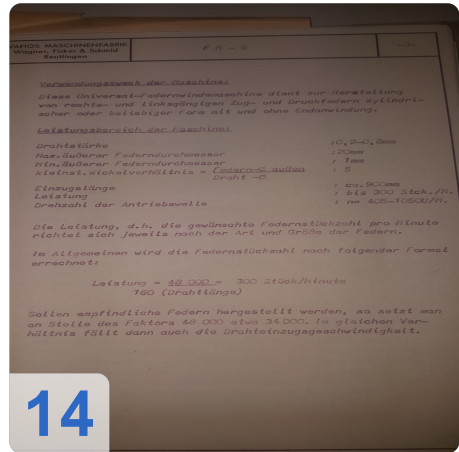 WAFIOS MASCHINENFABRIK
Wagner, Ficker & Schmid
Reutlingen
Verwendungszweck der Maschine:
Diese Universal-Federwindemaschine dient zur Herstellung
von rechts- und linksgängigen Zug- und Druckfedern zylindri-
scher oder beliebiger Form mit und ohne Endanwindung.
Leistungsbereich der Maschine:
Drahtstärke :0,2-0,8mm
Max.äußerer Federndurchmesser :20mm
Min.äußerer Federndurchmesser : 1mm
kleinst.Wickelverhältnis = Federn-∅ außen : 5
Draht -∅
Einzugslänge : ca.900mm
Leistung : bis 300 Stck./M.
Drehzahl der Antriebswelle : n= 405-1050U/M.
Die Leistung, d.h. die gewünschte Federnstückzahl pro Minute
richtet sich jeweils nach der Art und Größe der Federn.
Im Allgemeinen wird die Federnstückzahl nach folgender Formel
errechnet:
Leistung = 48 000 = 300 Stück/Minute
160 (Drahtlänge)
Sollen empfindliche Federn hergestellt werden, so setzt man
an Stelle des Faktors 48 000 etwa 34 000. Im gleichen Ver-
hältnis fällt dann auch die Drahteinzugsgeschwindigkeit.
14